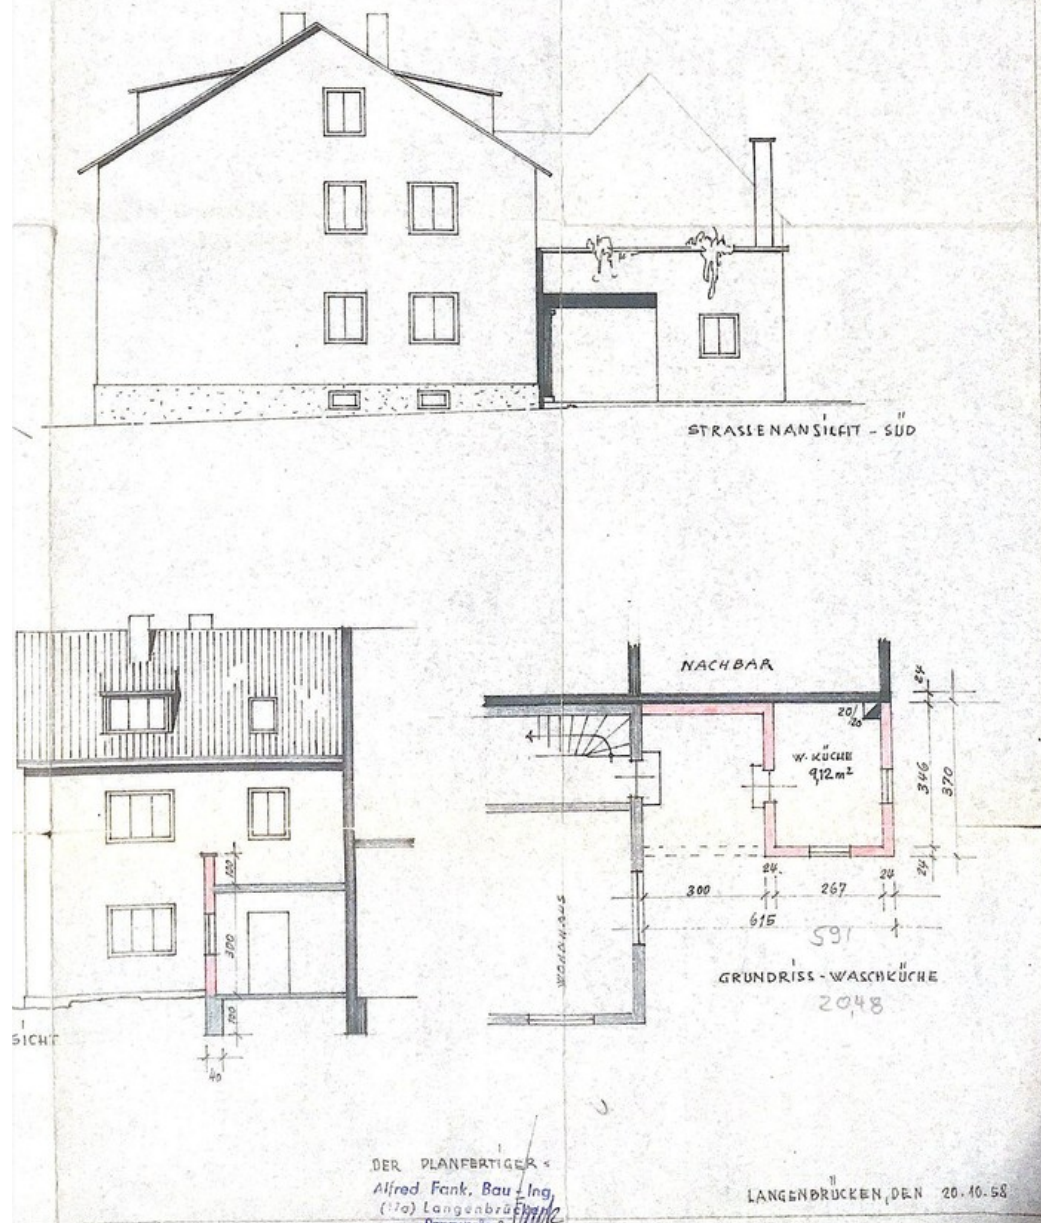 STRASSENANSICHT - SÜD
NACHBAR
24
20/20
W. KÜCHE
9,12 m²
346
370
24
100
300
100
40
SICHT
24
24
300
267
615
591
WOHNHAUS
GRUNDRISS - WASCHKÜCHE
20,48
DER PLANFERTIGER:
Alfred Fank, Bau-Ing.
(17a) Langenbrücken
LANGENBRÜCKEN, DEN 20.10.58